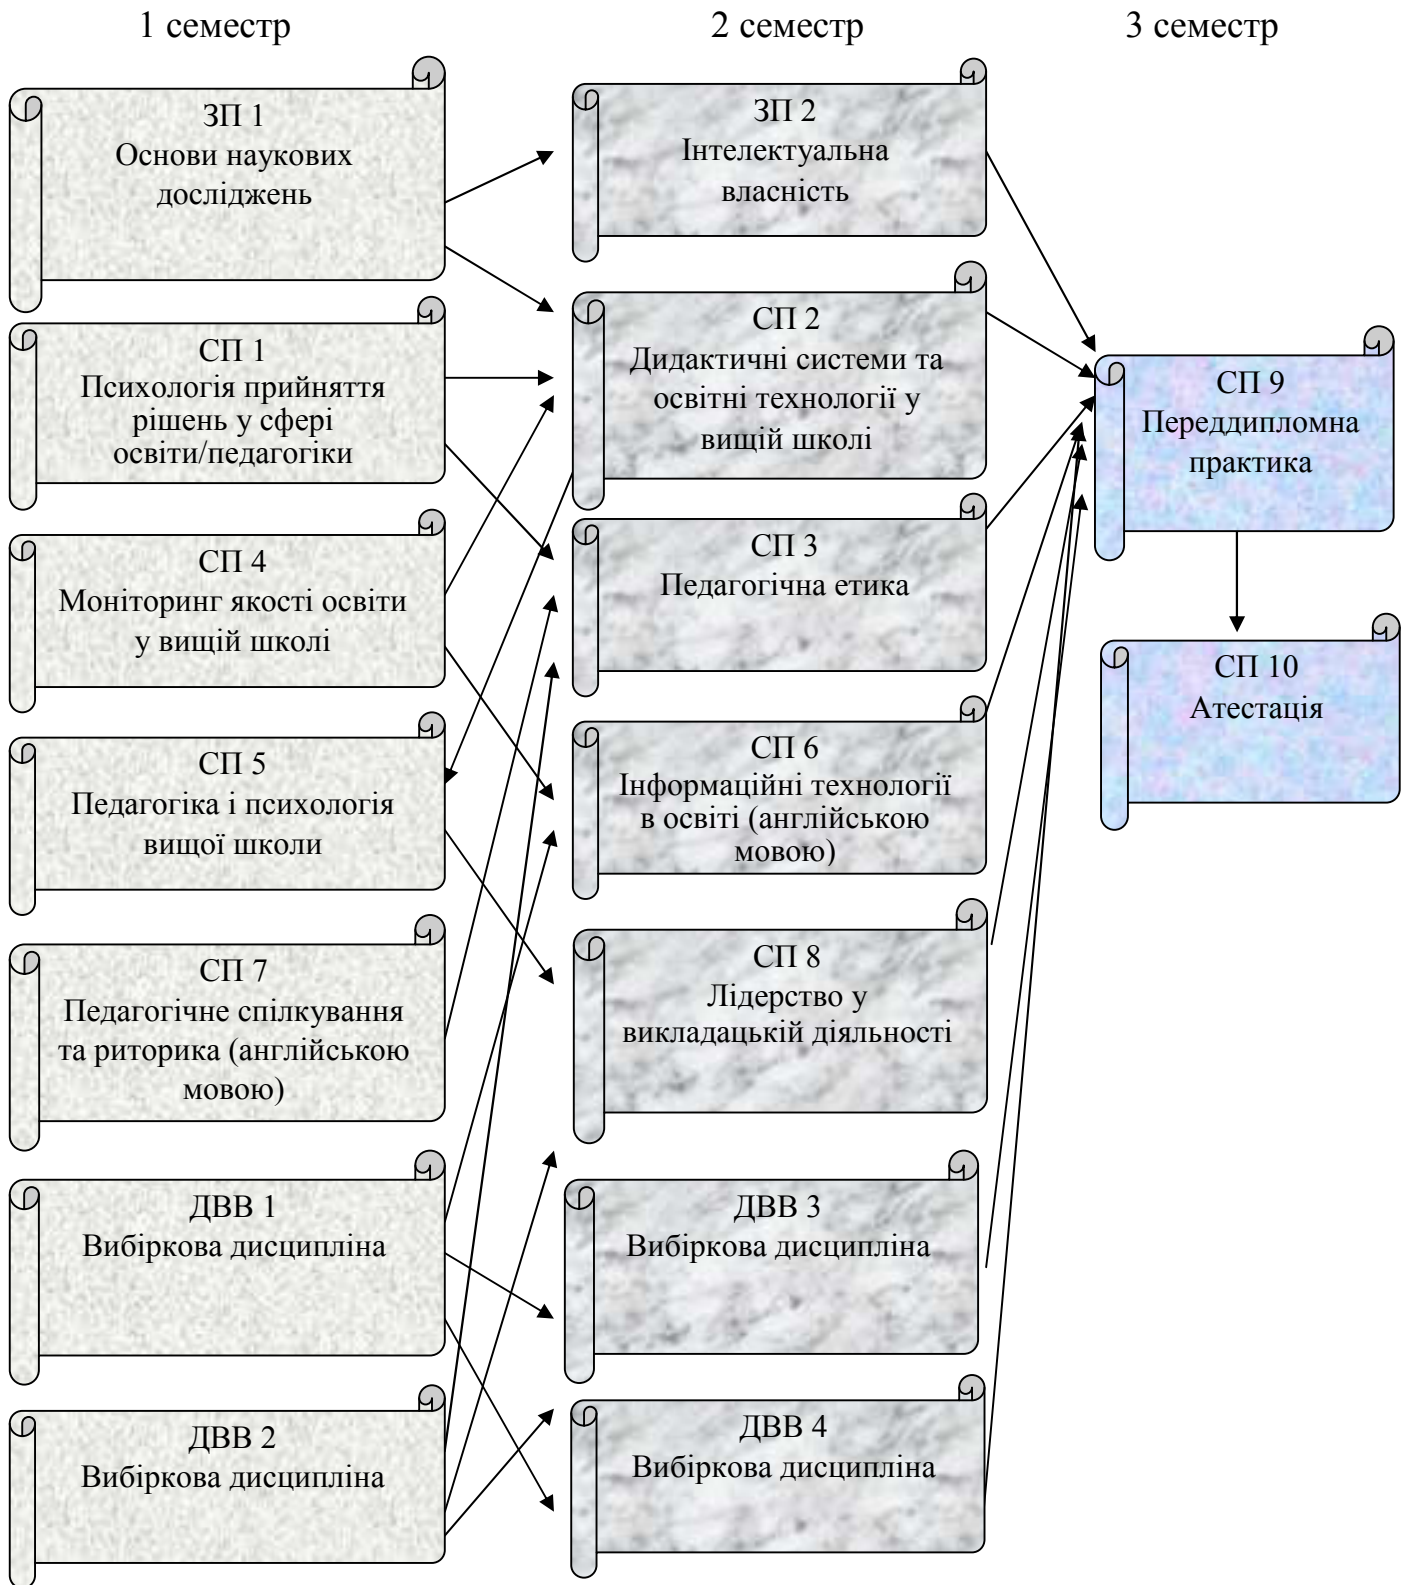 1 семестр
2 семестр
3 семестр
ЗП 1
Основи наукових
досліджень
СП 1
Психологія прийняття
рішень у сфері
освіти/педагогіки
СП 4
Моніторинг якості освіти
у вищій школі
СП 5
Педагогіка і психологія
вищої школи
СП 7
Педагогічне спілкування
та риторика (англійською
мовою)
ДВВ 1
Вибіркова дисципліна
ДВВ 2
Вибіркова дисципліна
ЗП 2
Інтелектуальна
власність
СП 2
Дидактичні системи та
освітні технології у
вищій школі
СП 3
Педагогічна етика
СП 6
Інформаційні технології
в освіті (англійською
мовою)
СП 8
Лідерство у
викладацькій діяльності
ДВВ 3
Вибіркова дисципліна
ДВВ 4
Вибіркова дисципліна
СП 9
Переддипломна
практика
СП 10
Атестація